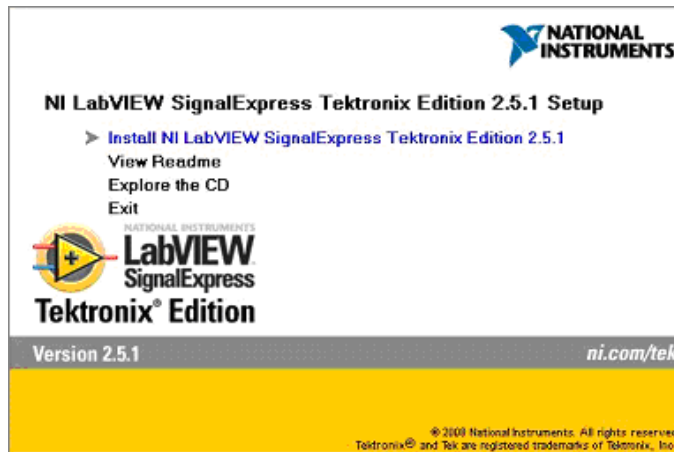 NATIONAL
INSTRUMENTS
NI LabVIEW SignalExpress Tektronix Edition 2.5.1 Setup
Install NI LabVIEW SignalExpress Tektronix Edition 2.5.1
View Readme
Explore the CD
Exit
NATIONAL INSTRUMENTS
LabVIEW
SignalExpress
Tektronix® Edition
Version 2.5.1
ni.com/tek
© 2008 National Instruments. All rights reserve
Tektronix® and Tek are registered trademarks of Tektronix, Inc